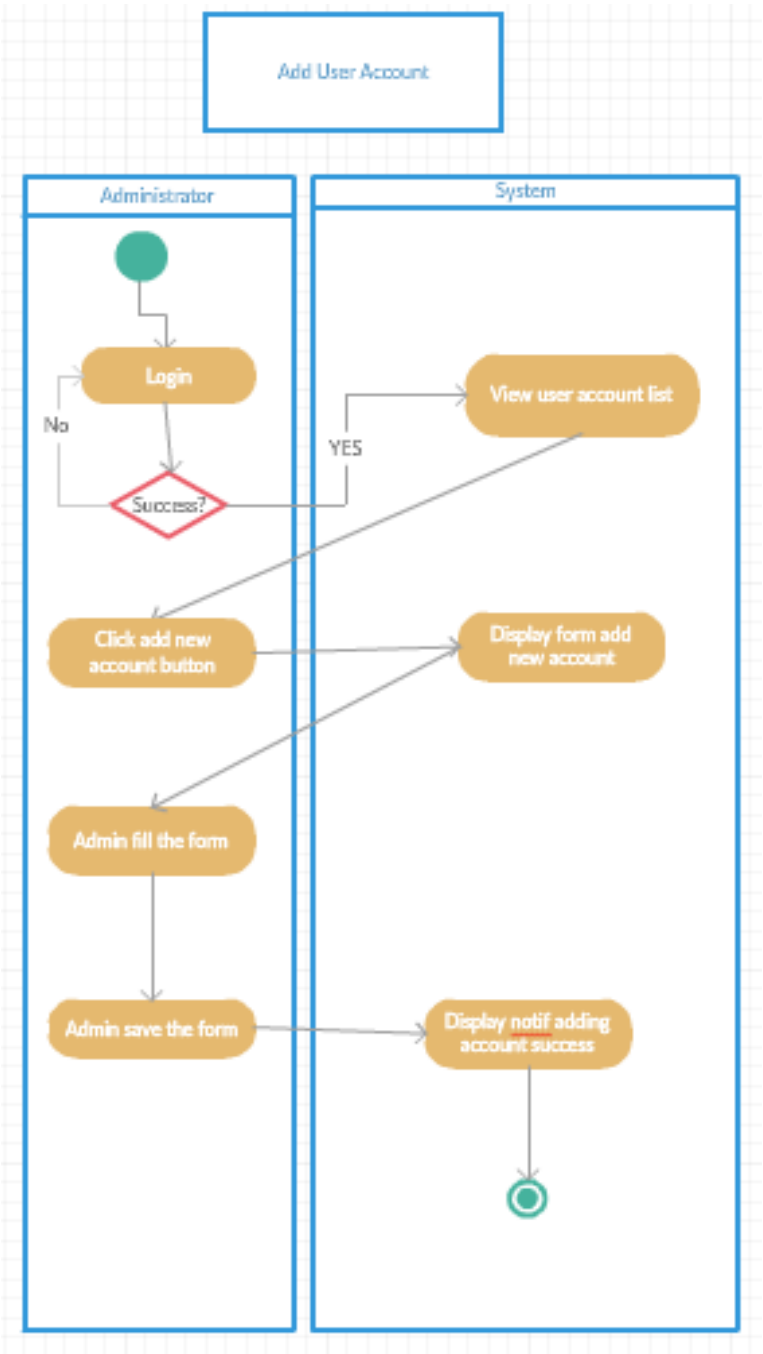 Add User Account
Administrator
System
Login
View user account list
No
YES
Success?
Click add new
account button
Display form add
new account
Admin fill the form
Admin save the form
Display notif adding
account success